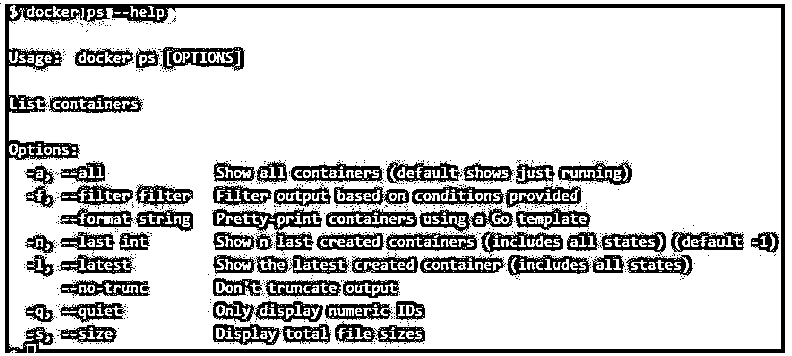 $ docker ps --help
Usage:  docker ps [OPTIONS]
List containers
Options:
-a, --all             Show all containers (default shows just running)
-f, --filter filter   Filter output based on conditions provided
--format string   Pretty-print containers using a Go template
-n, --last int        Show n last created containers (includes all states) (default -1)
-l, --latest          Show the latest created container (includes all states)
--no-trunc        Don't truncate output
-q, --quiet           Only display numeric IDs
-s, --size            Display total file sizes